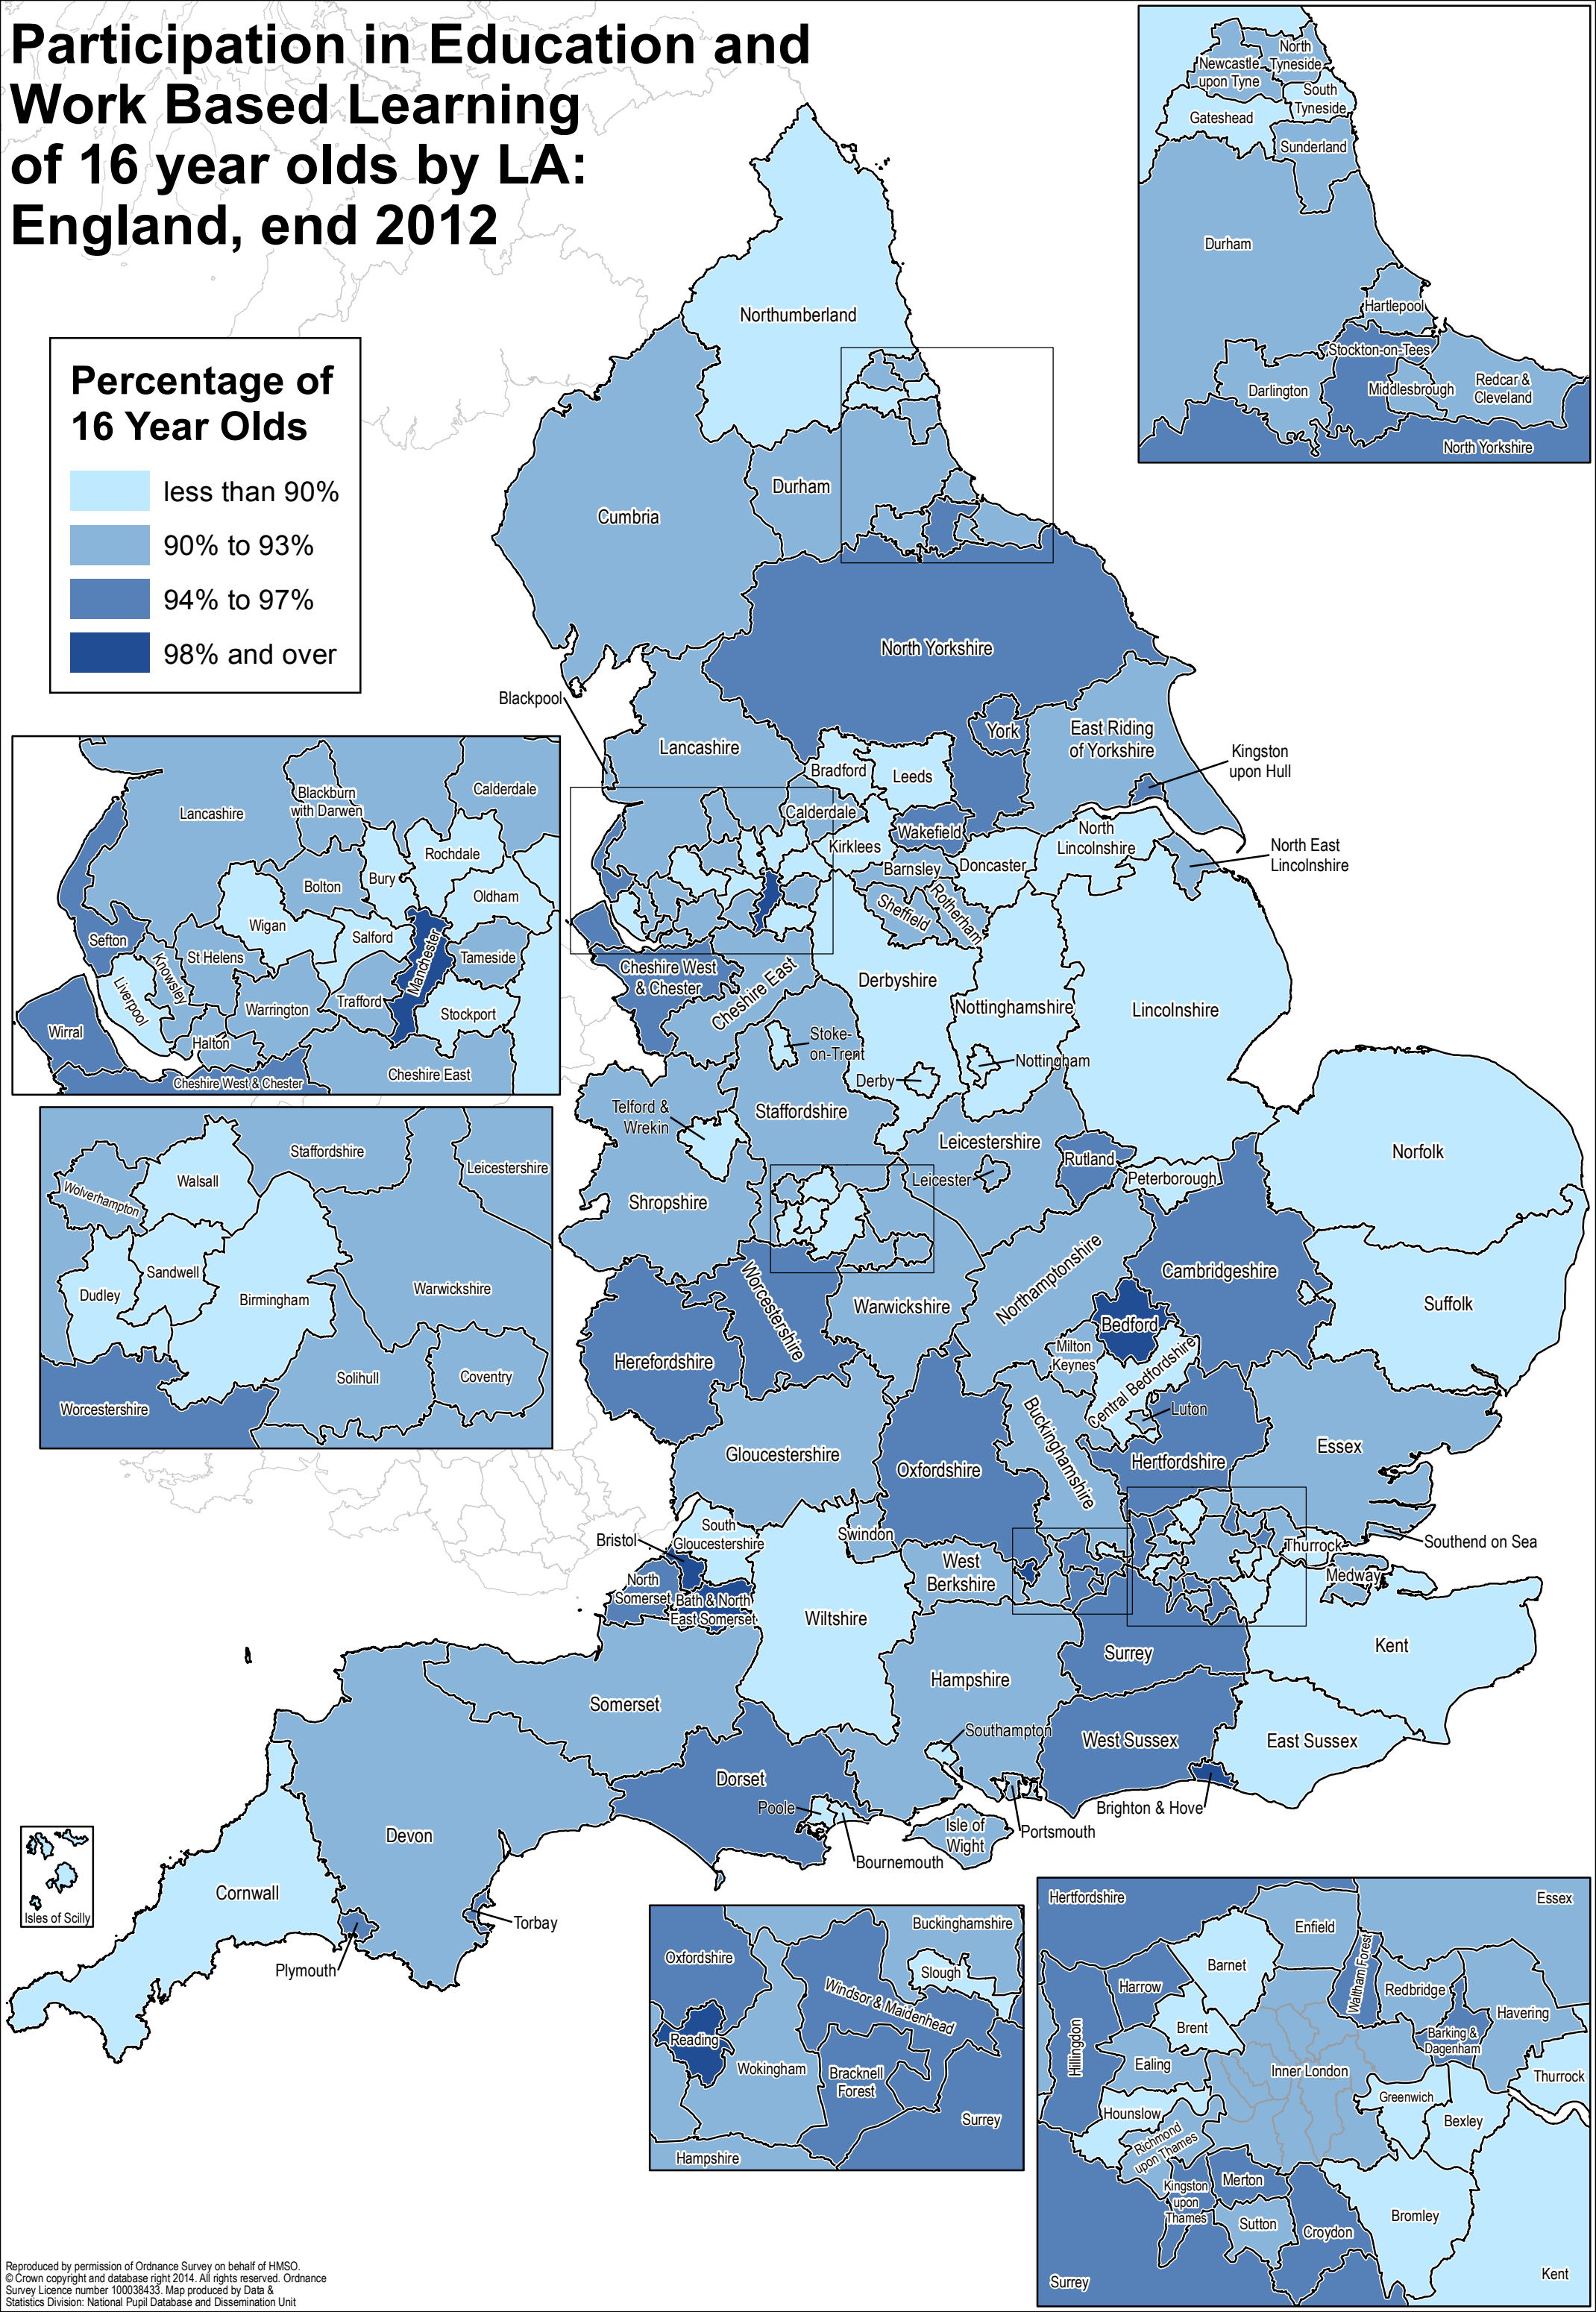 Participation in Education and
Work Based Learning
of 16 year olds by LA:
England, end 2012
Percentage of
16 Year Olds
less than 90%
90% to 93%
94% to 97%
98% and over
North
Tyneside
Newcastle
upon Tyne
South
Tyneside
Gateshead
Sunderland
Durham
Hartlepool
Stockton-on-Tees
Darlington
Middlesbrough
Redcar &
Cleveland
North Yorkshire
Northumberland
Cumbria
Durham
North Yorkshire
Blackpool
Lancashire
York
East Riding
of Yorkshire
Kingston
upon Hull
Bradford
Leeds
Calderdale
Wakefield
Kirklees
North
Lincolnshire
North East
Lincolnshire
Barnsley
Doncaster
Sheffield
Rotherham
Cheshire West
& Chester
Cheshire East
Derbyshire
Nottinghamshire
Lincolnshire
Stoke-
on-Trent
Nottingham
Derby
Telford &
Wrekin
Staffordshire
Leicestershire
Leicester
Rutland
Peterborough
Norfolk
Shropshire
Cambridgeshire
Suffolk
Worcestershire
Warwickshire
Northamptonshire
Bedford
Herefordshire
Milton
Keynes
Central Bedfordshire
Luton
Buckinghamshire
Hertfordshire
Essex
Gloucestershire
Oxfordshire
Bristol
South
Gloucestershire
Swindon
Thurrock
Southend on Sea
North
Somerset
Bath & North
East Somerset
West
Berkshire
Medway
Wiltshire
Surrey
Kent
Hampshire
Somerset
Southampton
West Sussex
East Sussex
Dorset
Poole
Brighton & Hove
Isle of
Wight
Portsmouth
Bournemouth
Devon
Cornwall
Torbay
Plymouth
Isles of Scilly
Lancashire
Blackburn
with Darwen
Calderdale
Rochdale
Bury
Bolton
Oldham
Wigan
Salford
Sefton
St Helens
Knowsley
Manchester
Tameside
Liverpool
Trafford
Warrington
Stockport
Wirral
Halton
Cheshire West & Chester
Cheshire East
Staffordshire
Leicestershire
Walsall
Wolverhampton
Sandwell
Dudley
Birmingham
Warwickshire
Solihull
Coventry
Worcestershire
Buckinghamshire
Oxfordshire
Slough
Windsor & Maidenhead
Reading
Wokingham
Bracknell
Forest
Surrey
Hampshire
Hertfordshire
Essex
Enfield
Barnet
Waltham Forest
Harrow
Redbridge
Havering
Brent
Barking &
Dagenham
Hillingdon
Ealing
Inner London
Thurrock
Greenwich
Hounslow
Bexley
Richmond
upon Thames
Kingston
upon
Thames
Merton
Sutton
Croydon
Bromley
Surrey
Kent
Reproduced by permission of Ordnance Survey on behalf of HMSO.
© Crown copyright and database right 2014. All rights reserved. Ordnance
Survey Licence number 100038433. Map produced by Data &
Statistics Division: National Pupil Database and Dissemination Unit